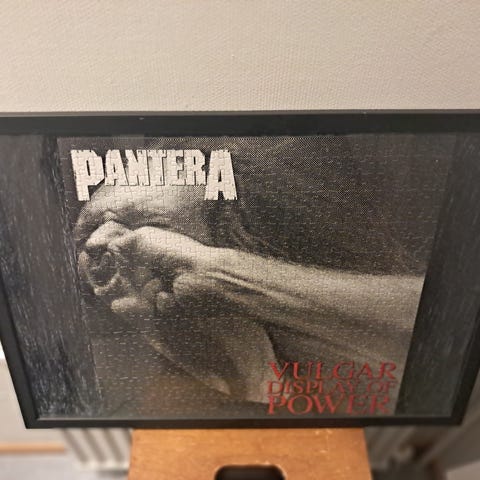 PANTERA
VULGAR
DISPLAY OF
POWER